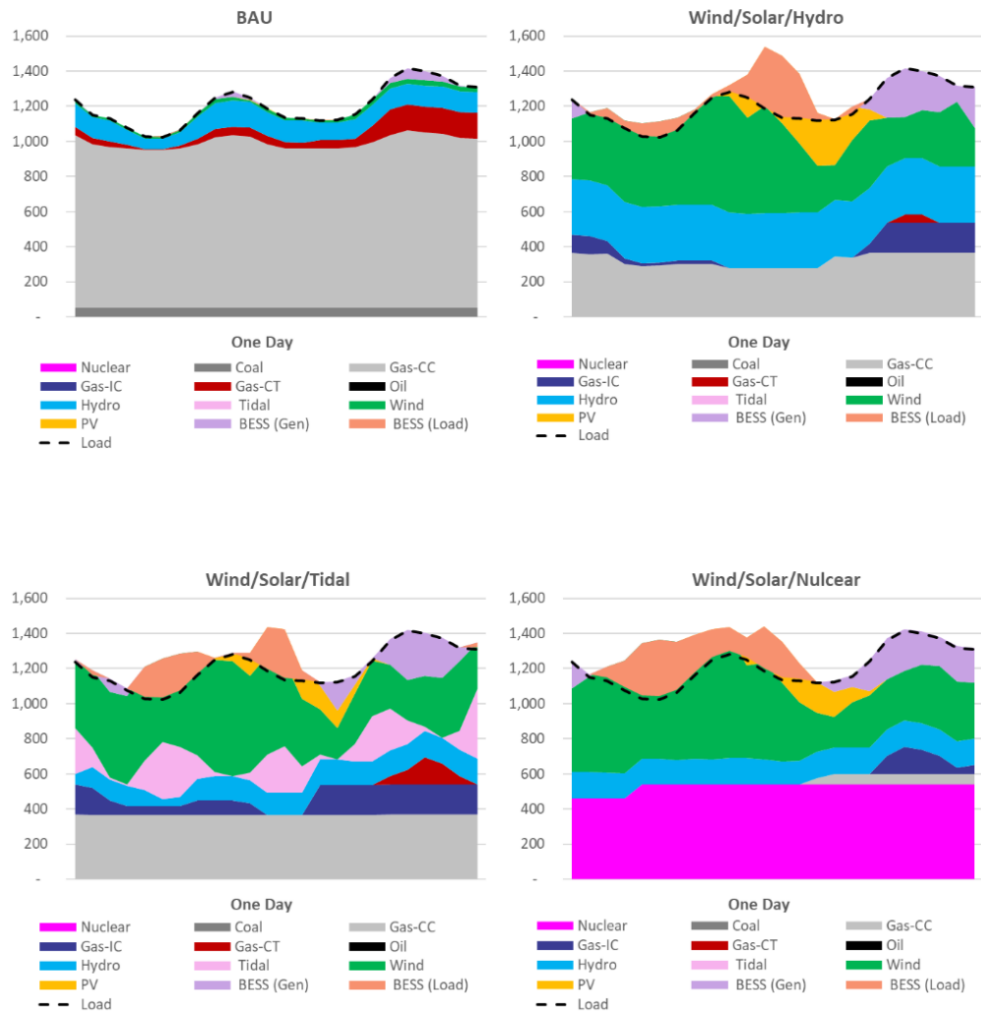 BAU
1,600
1,400
1,200
1,000
800
600
400
200
-
One Day
Nuclear Coal Gas-CC
Gas-IC Gas-CT Oil
Hydro Tidal Wind
PV BESS (Gen) BESS (Load)
Load
Wind/Solar/Hydro
1,600
1,400
1,200
1,000
800
600
400
200
-
One Day
Nuclear Coal Gas-CC
Gas-IC Gas-CT Oil
Hydro Tidal Wind
PV BESS (Gen) BESS (Load)
Load
Wind/Solar/Tidal
1,600
1,400
1,200
1,000
800
600
400
200
-
One Day
Nuclear Coal Gas-CC
Gas-IC Gas-CT Oil
Hydro Tidal Wind
PV BESS (Gen) BESS (Load)
Load
Wind/Solar/Nulcear
1,600
1,400
1,200
1,000
800
600
400
200
-
One Day
Nuclear Coal Gas-CC
Gas-IC Gas-CT Oil
Hydro Tidal Wind
PV BESS (Gen) BESS (Load)
Load